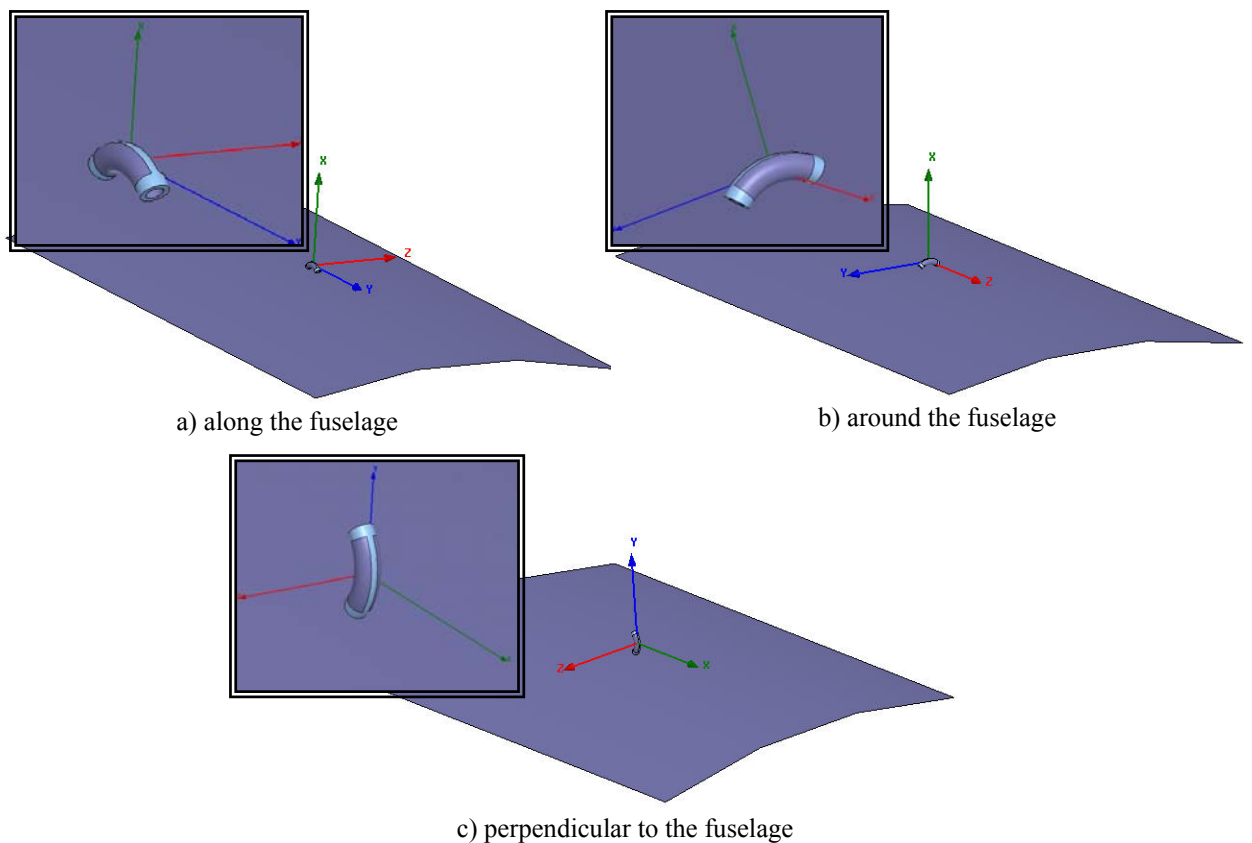 X
Z
Y
a) along the fuselage
X
Y
Z
b) around the fuselage
Y
Z
X
c) perpendicular to the fuselage